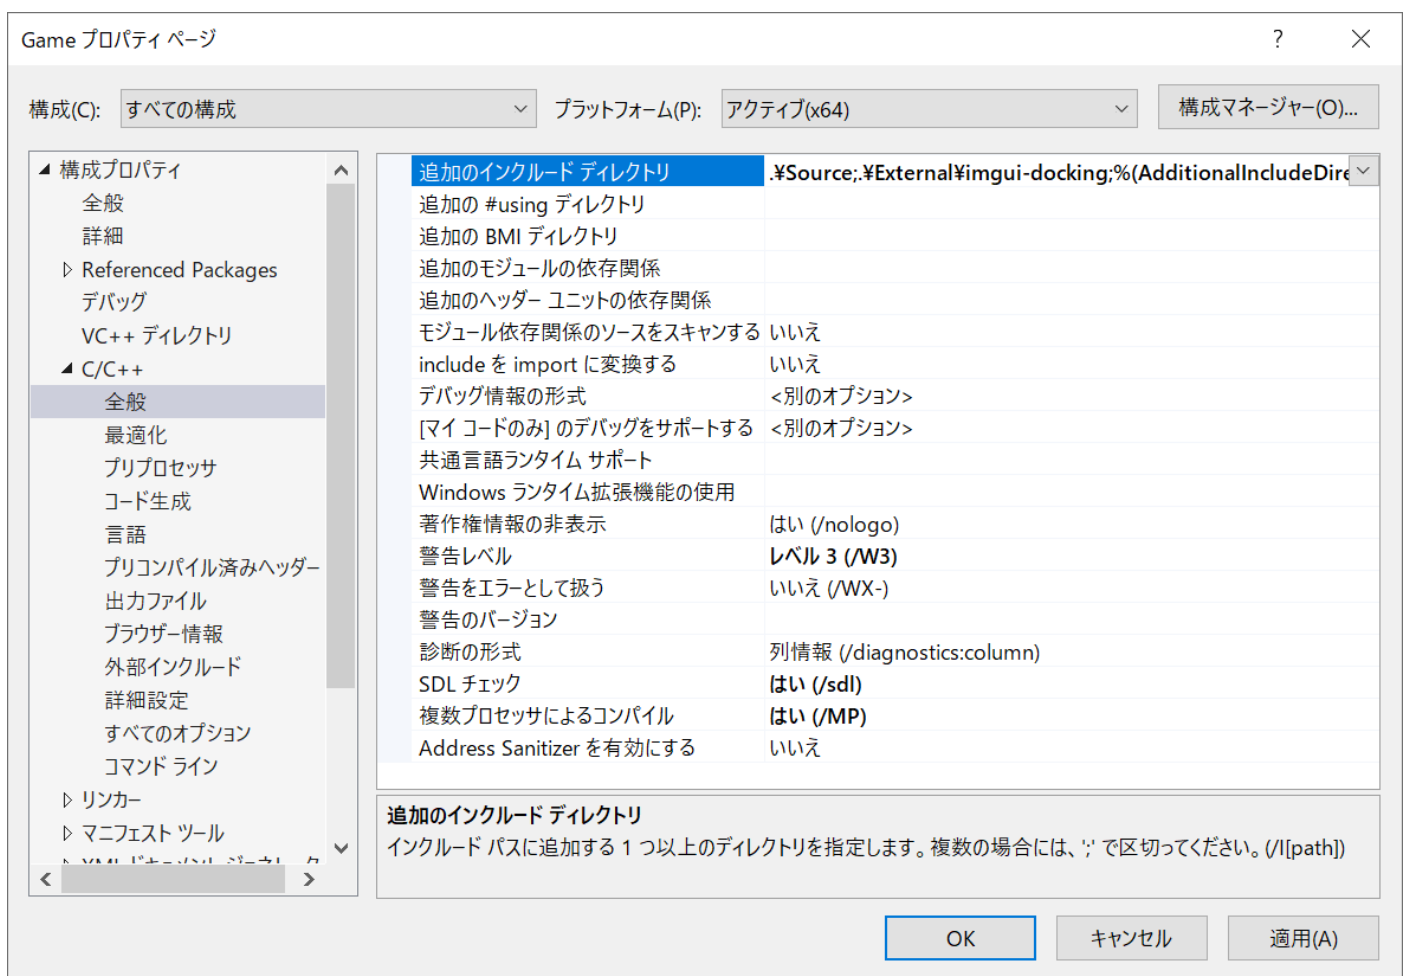 Game プロパティ ページ
?
構成(C): すべての構成 プラットフォーム(P): アクティブ(x64) 構成マネージャー(O)...
構成プロパティ
全般
詳細
Referenced Packages
デバッグ
VC++ ディレクトリ
C/C++
全般
最適化
プリプロセッサ
コード生成
言語
プリコンパイル済みヘッダー
出力ファイル
ブラウザー情報
外部インクルード
詳細設定
すべてのオプション
コマンド ライン
リンカー
マニフェスト ツール
追加のインクルード ディレクトリ .¥Source;.¥External¥imgui-docking;%(AdditionalIncludeDire
追加の #using ディレクトリ
追加の BMI ディレクトリ
追加のモジュールの依存関係
追加のヘッダー ユニットの依存関係
モジュール依存関係のソースをスキャンする いいえ
include を import に変換する いいえ
デバッグ情報の形式 <別のオプション>
[マイ コードのみ] のデバッグをサポートする <別のオプション>
共通言語ランタイム サポート
Windows ランタイム拡張機能の使用
著作権情報の非表示 はい (/nologo)
警告レベル レベル 3 (/W3)
警告をエラーとして扱う いいえ (/WX-)
警告のバージョン
診断の形式 列情報 (/diagnostics:column)
SDL チェック はい (/sdl)
複数プロセッサによるコンパイル はい (/MP)
Address Sanitizer を有効にする いいえ
追加のインクルード ディレクトリ
インクルード パスに追加する 1 つ以上のディレクトリを指定します。複数の場合には、';' で区切ってください。(/I[path])
OK キャンセル 適用(A)